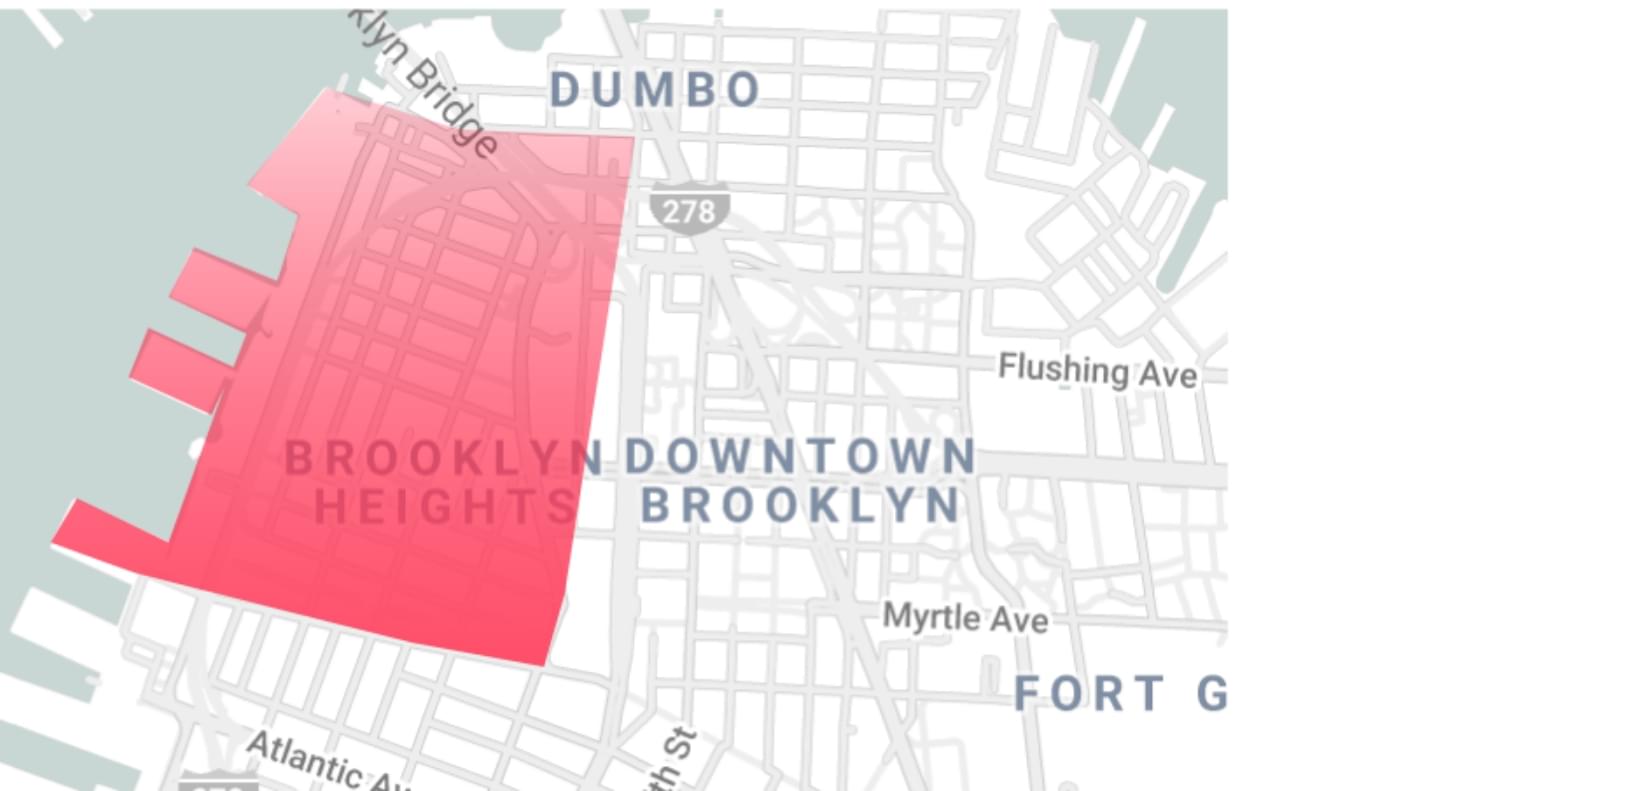 klyn Bridge
DUMBO
278
Flushing Ave
BROOKLYN
HEIGHTS
DOWNTOWN
BROOKLYN
Myrtle Ave
FORT G
Atlantic Av
th St